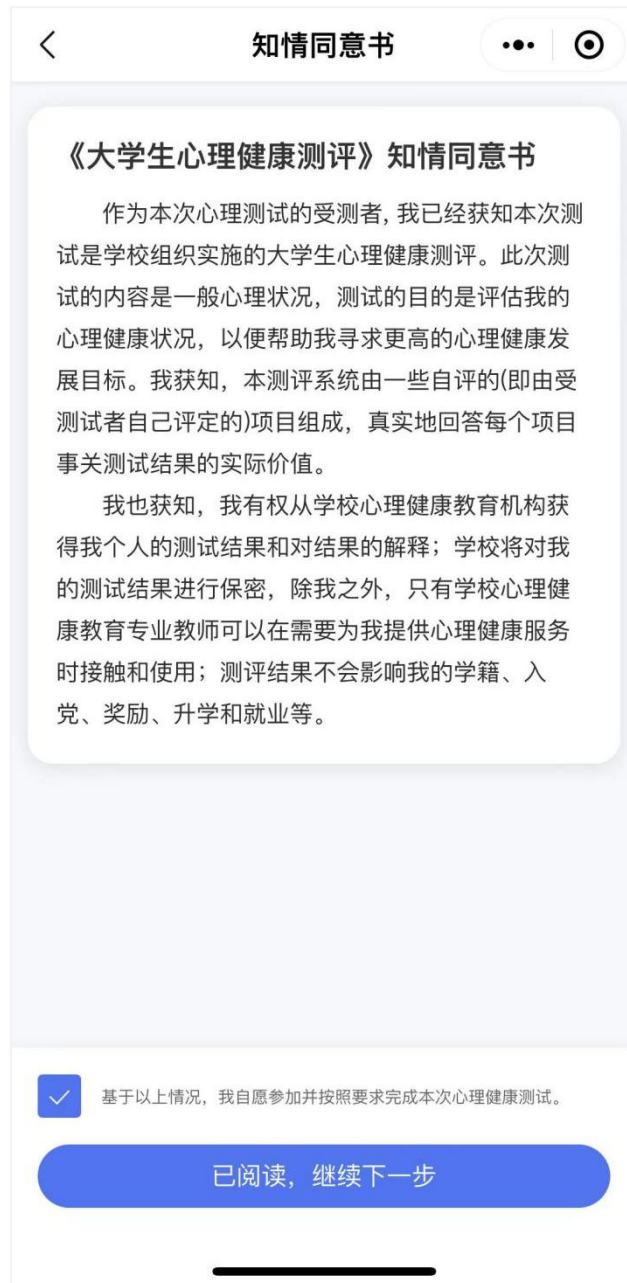 知情同意书
《大学生心理健康测评》知情同意书
作为本次心理测试的受测者,我已经获知本次测
试是学校组织实施的大学生心理健康测评。此次测
试的内容是一般心理状况，测试的目的是评估我的
心理健康状况，以便帮助我寻求更高的心理健康发
展目标。我获知，本测评系统由一些自评的(即由受
测试者自己评定的)项目组成，真实地回答每个项目
事关测试结果的实际价值。
我也获知，我有权从学校心理健康教育机构获
得我个人的测试结果和对结果的解释；学校将对我
的测试结果进行保密，除我之外，只有学校心理健
康教育专业教师可以在需要为我提供心理健康服务
时接触和使用；测评结果不会影响我的学籍、入
党、奖励、升学和就业等。
基于以上情况，我自愿参加并按照要求完成本次心理健康测试。
已阅读，继续下一步